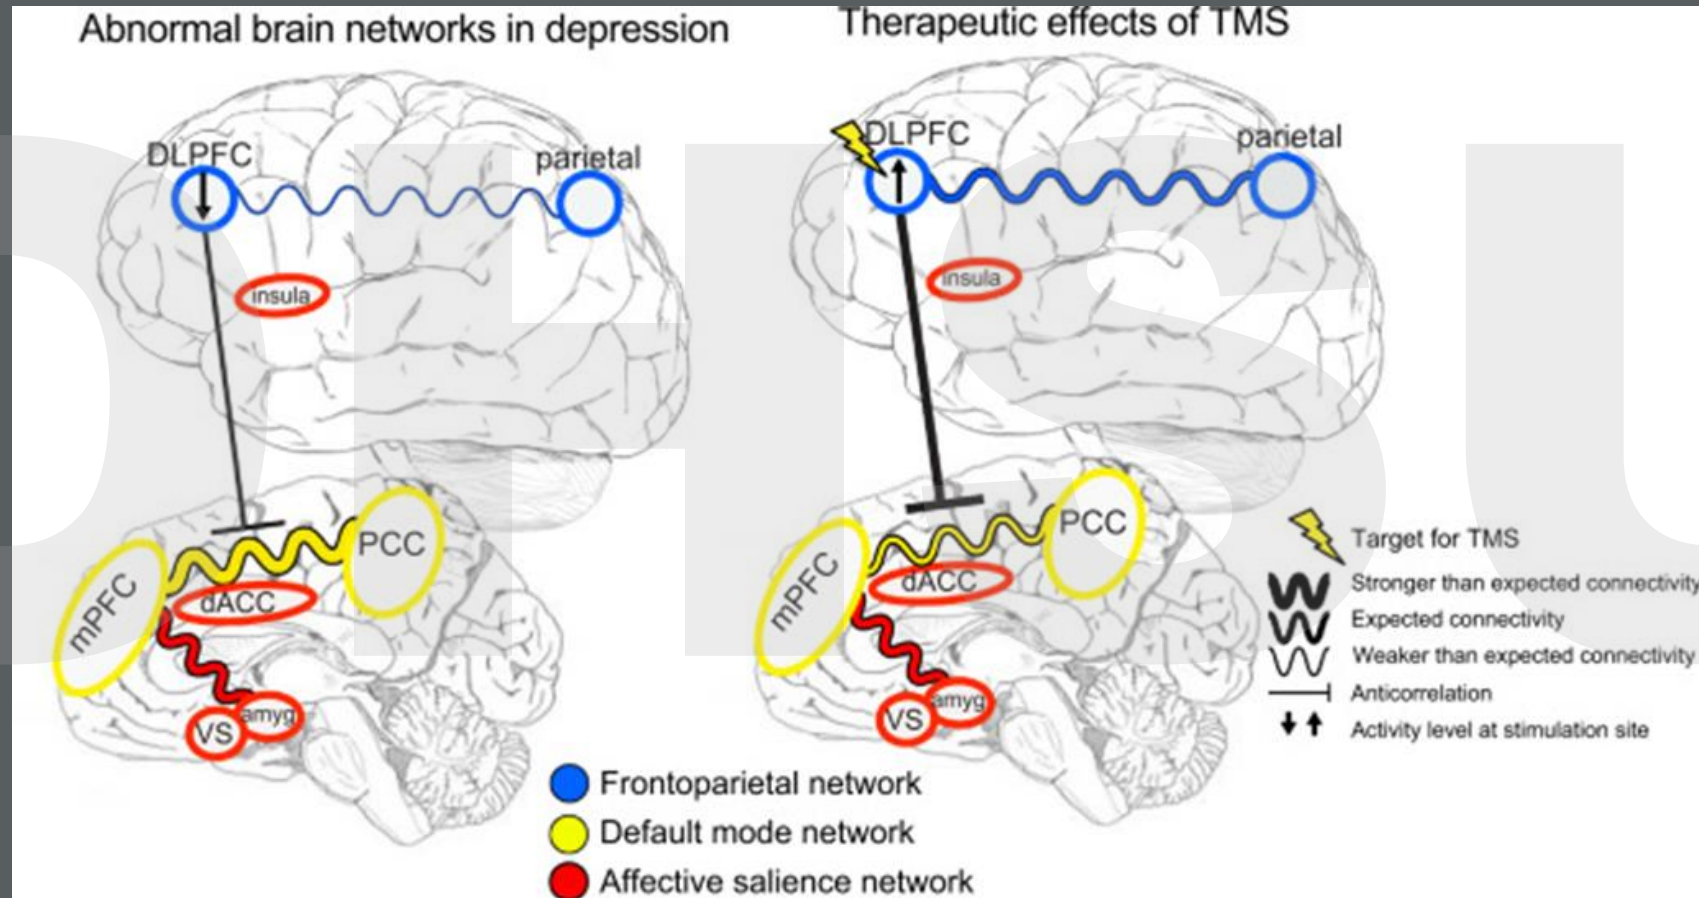 Abnormal brain networks in depression
Therapeutic effects of TMS
DLPFC
parietal
insula
mPFC
PCC
dACC
VS
amyg
DLPFC
parietal
insula
mPFC
PCC
dACC
VS
amyg
Target for TMS
Stronger than expected connectivity
Expected connectivity
Weaker than expected connectivity
Anticorrelation
Activity level at stimulation site
Frontoparietal network
Default mode network
Affective salience network
OHSU